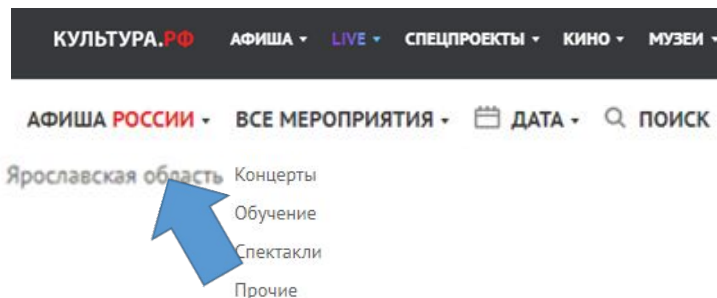 КУЛЬТУРА.РФ АФИША LIVE СПЕЦПРОЕКТЫ КИНО МУЗЕИ
АФИША РОССИИ ВСЕ МЕРОПРИЯТИЯ ДАТА ПОИСК
Ярославская область Концерты
Обучение
Спектакли
Прочие